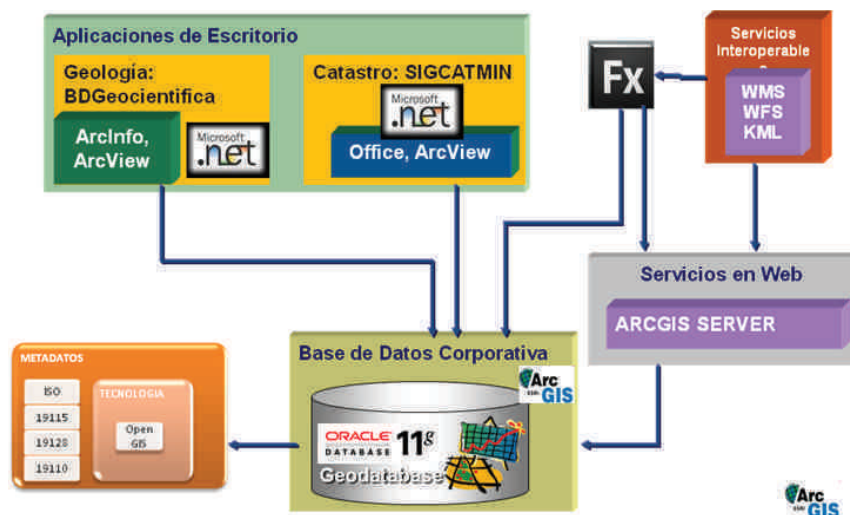 Aplicaciones de Escritorio
Geología:
BDGeocientifica
ArcInfo,
ArcView
Microsoft
.net
Catastro: SIGCATMIN
Microsoft
.net
Office, ArcView
Fx
Servicios
Interoperable
WMS
WFS
KML
Servicios en Web
ARCGIS SERVER
Base de Datos Corporativa
Arc
GIS
ORACLE
DATABASE
11g
Geodatabase
METADATOS
ISO
19115
19128
19110
TECNOLOGIA
Open
GIS
Arc
GIS